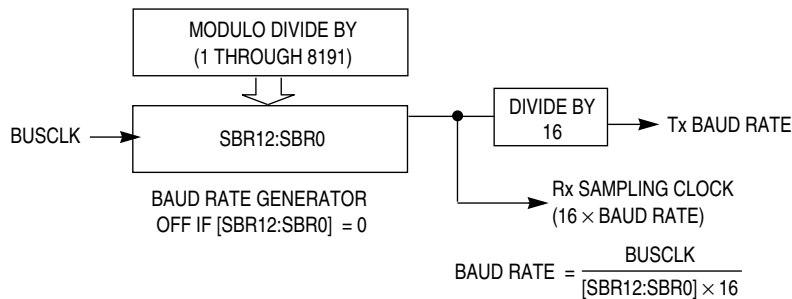 MODULO DIVIDE BY
(1 THROUGH 8191)
BUSCLK
SBR12:SBR0
DIVIDE BY
16
Tx BAUD RATE
BAUD RATE GENERATOR
OFF IF [SBR12:SBR0] = 0
Rx SAMPLING CLOCK
(16 × BAUD RATE)
BAUD RATE =
BUSCLK
[SBR12:SBR0] × 16